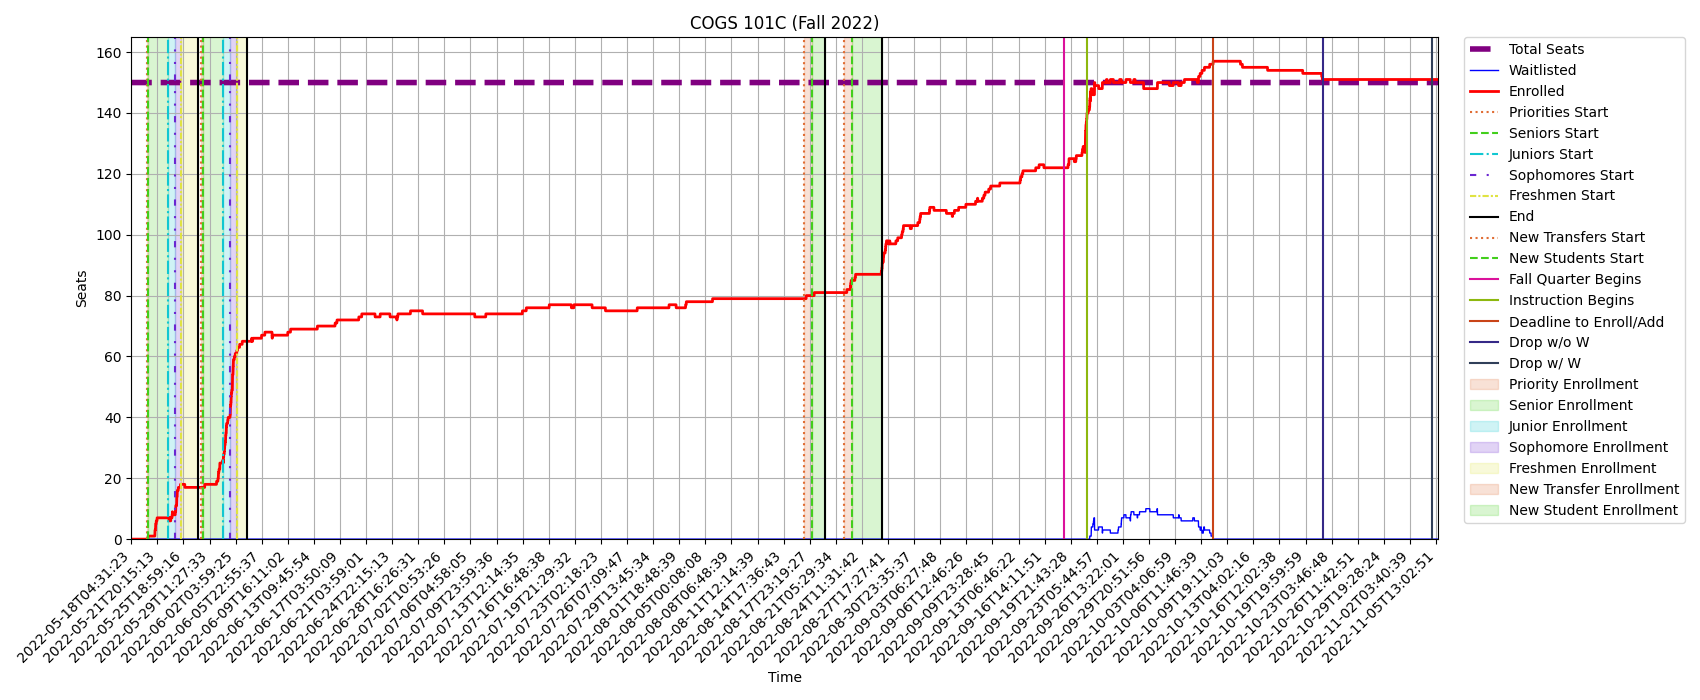 COGS 101C (Fall 2022)
Seats
160
140
120
100
80
60
40
20
0
2022-05-18T04:31:23
2022-05-21T20:15:13
2022-05-25T18:59:16
2022-05-29T11:27:33
2022-06-02T03:59:25
2022-06-05T22:55:37
2022-06-09T16:11:02
2022-06-13T09:45:54
2022-06-17T03:50:09
2022-06-21T03:59:01
2022-06-24T22:15:13
2022-06-28T16:26:31
2022-07-02T10:53:26
2022-07-06T04:58:05
2022-07-09T23:59:36
2022-07-13T12:14:35
2022-07-16T16:48:38
2022-07-19T21:29:32
2022-07-23T02:18:23
2022-07-26T07:09:47
2022-07-29T13:45:34
2022-08-01T18:48:39
2022-08-05T00:08:08
2022-08-08T06:48:39
2022-08-11T12:14:39
2022-08-14T17:36:43
2022-08-17T23:19:27
2022-08-21T05:29:34
2022-08-24T11:31:42
2022-08-27T17:27:41
2022-08-30T23:35:37
2022-09-03T06:27:48
2022-09-06T12:46:26
2022-09-09T23:28:45
2022-09-13T06:46:22
2022-09-16T14:11:51
2022-09-19T21:43:28
2022-09-23T05:44:57
2022-09-26T13:22:01
2022-09-29T20:51:56
2022-10-03T04:06:59
2022-10-06T11:46:39
2022-10-09T19:11:03
2022-10-13T04:02:16
2022-10-16T12:02:38
2022-10-19T19:59:59
2022-10-23T03:46:48
2022-10-26T11:42:51
2022-10-29T19:28:24
2022-11-02T03:40:39
2022-11-05T13:02:51
Time
Total Seats
Waitlisted
Enrolled
Priorities Start
Seniors Start
Juniors Start
Sophomores Start
Freshmen Start
End
New Transfers Start
New Students Start
Fall Quarter Begins
Instruction Begins
Deadline to Enroll/Add
Drop w/o W
Drop w/ W
Priority Enrollment
Senior Enrollment
Junior Enrollment
Sophomore Enrollment
Freshmen Enrollment
New Transfer Enrollment
New Student Enrollment